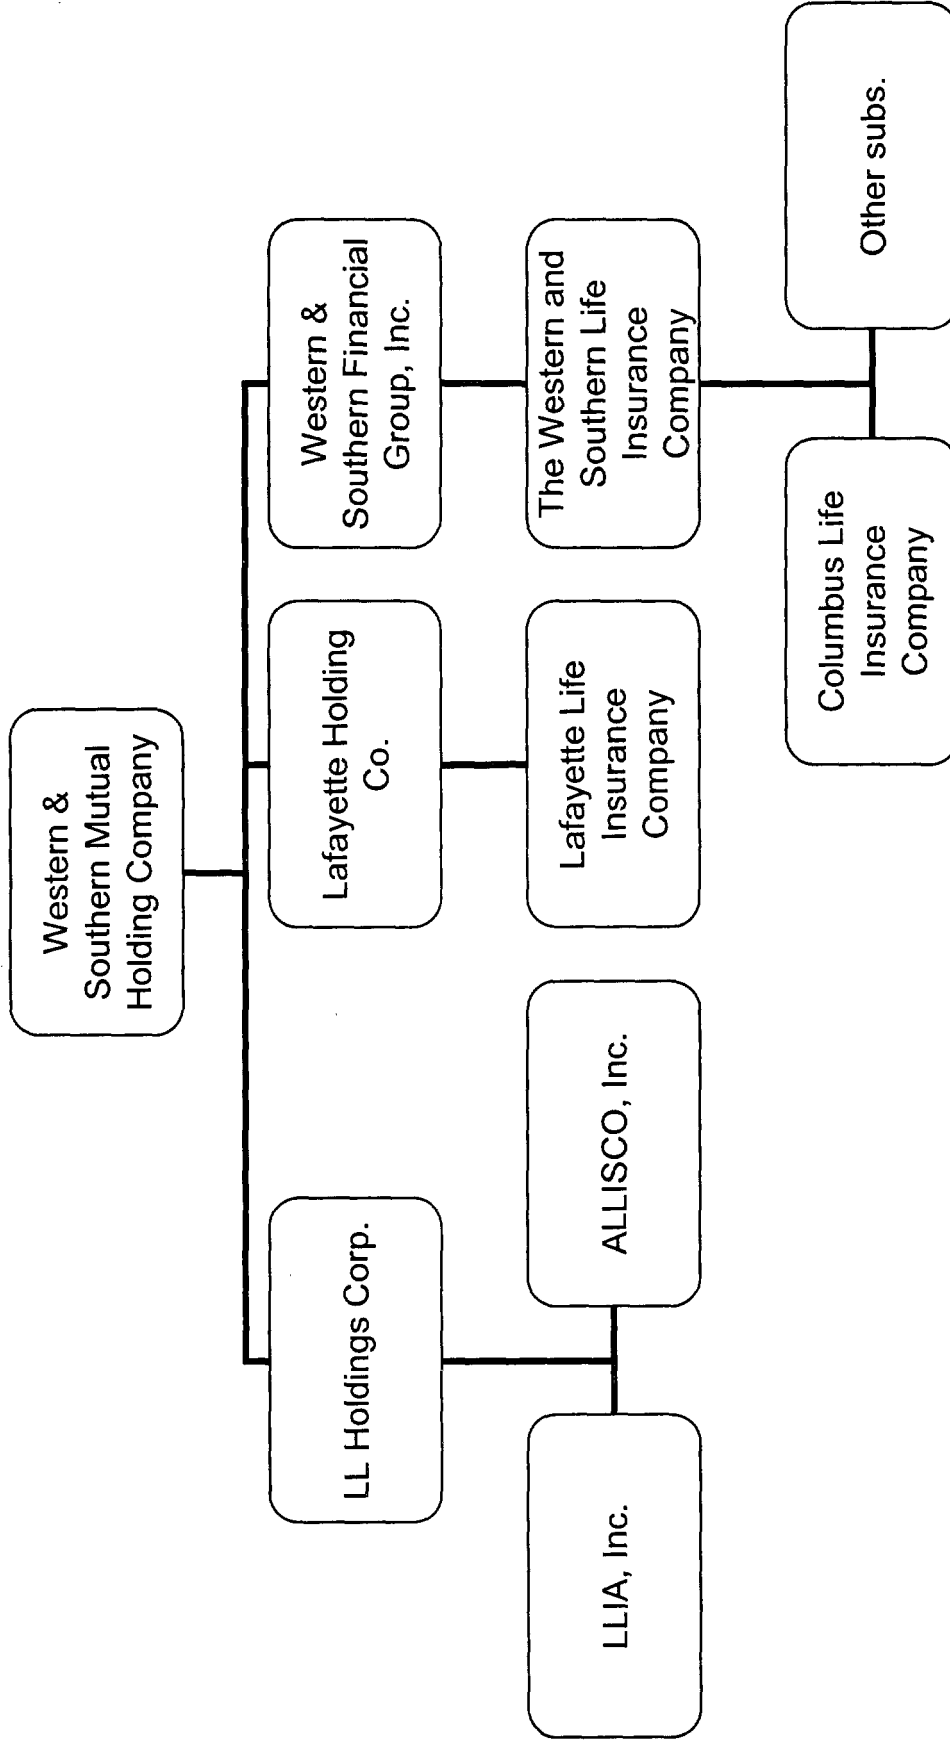 Western &
Southern Mutual
Holding Company
LL Holdings Corp.
Lafayette Holding
Co.
Western &
Southern Financial
Group, Inc.
LLIA, Inc.
ALLISCO, Inc.
Lafayette Life
Insurance
Company
The Western and
Southern Life
Insurance
Company
Columbus Life
Insurance
Company
Other subs.